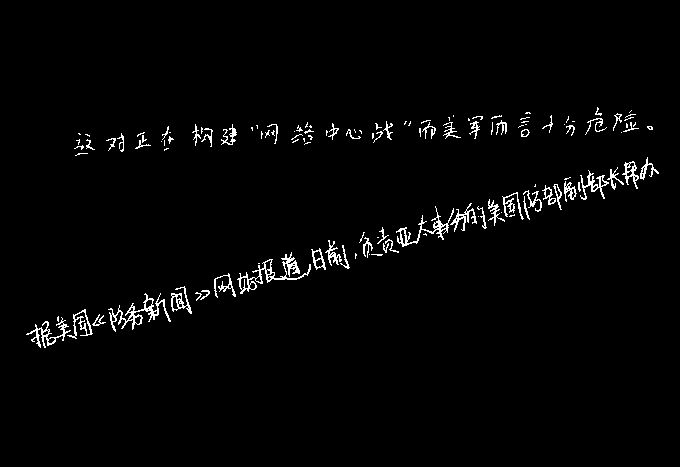 这对正在构建“网络中心战”而美军而言十分危险。
据美国《防务新闻》网站报道,日前,负责亚太事务的美国防部副部长帮办